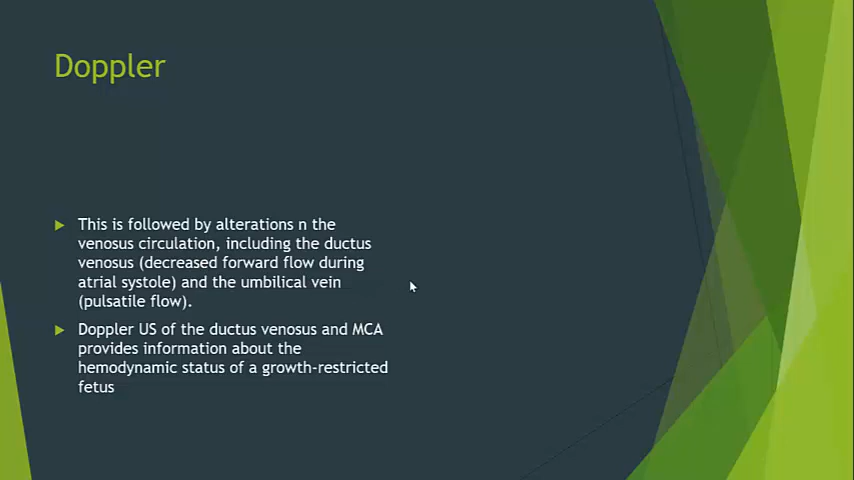 Doppler
This is followed by alterations n the
venosus circulation, including the ductus
venosus (decreased forward flow during
atrial systole) and the umbilical vein
(pulsatile flow).
Doppler US of the ductus venosus and MCA
provides information about the
hemodynamic status of a growth-restricted
fetus